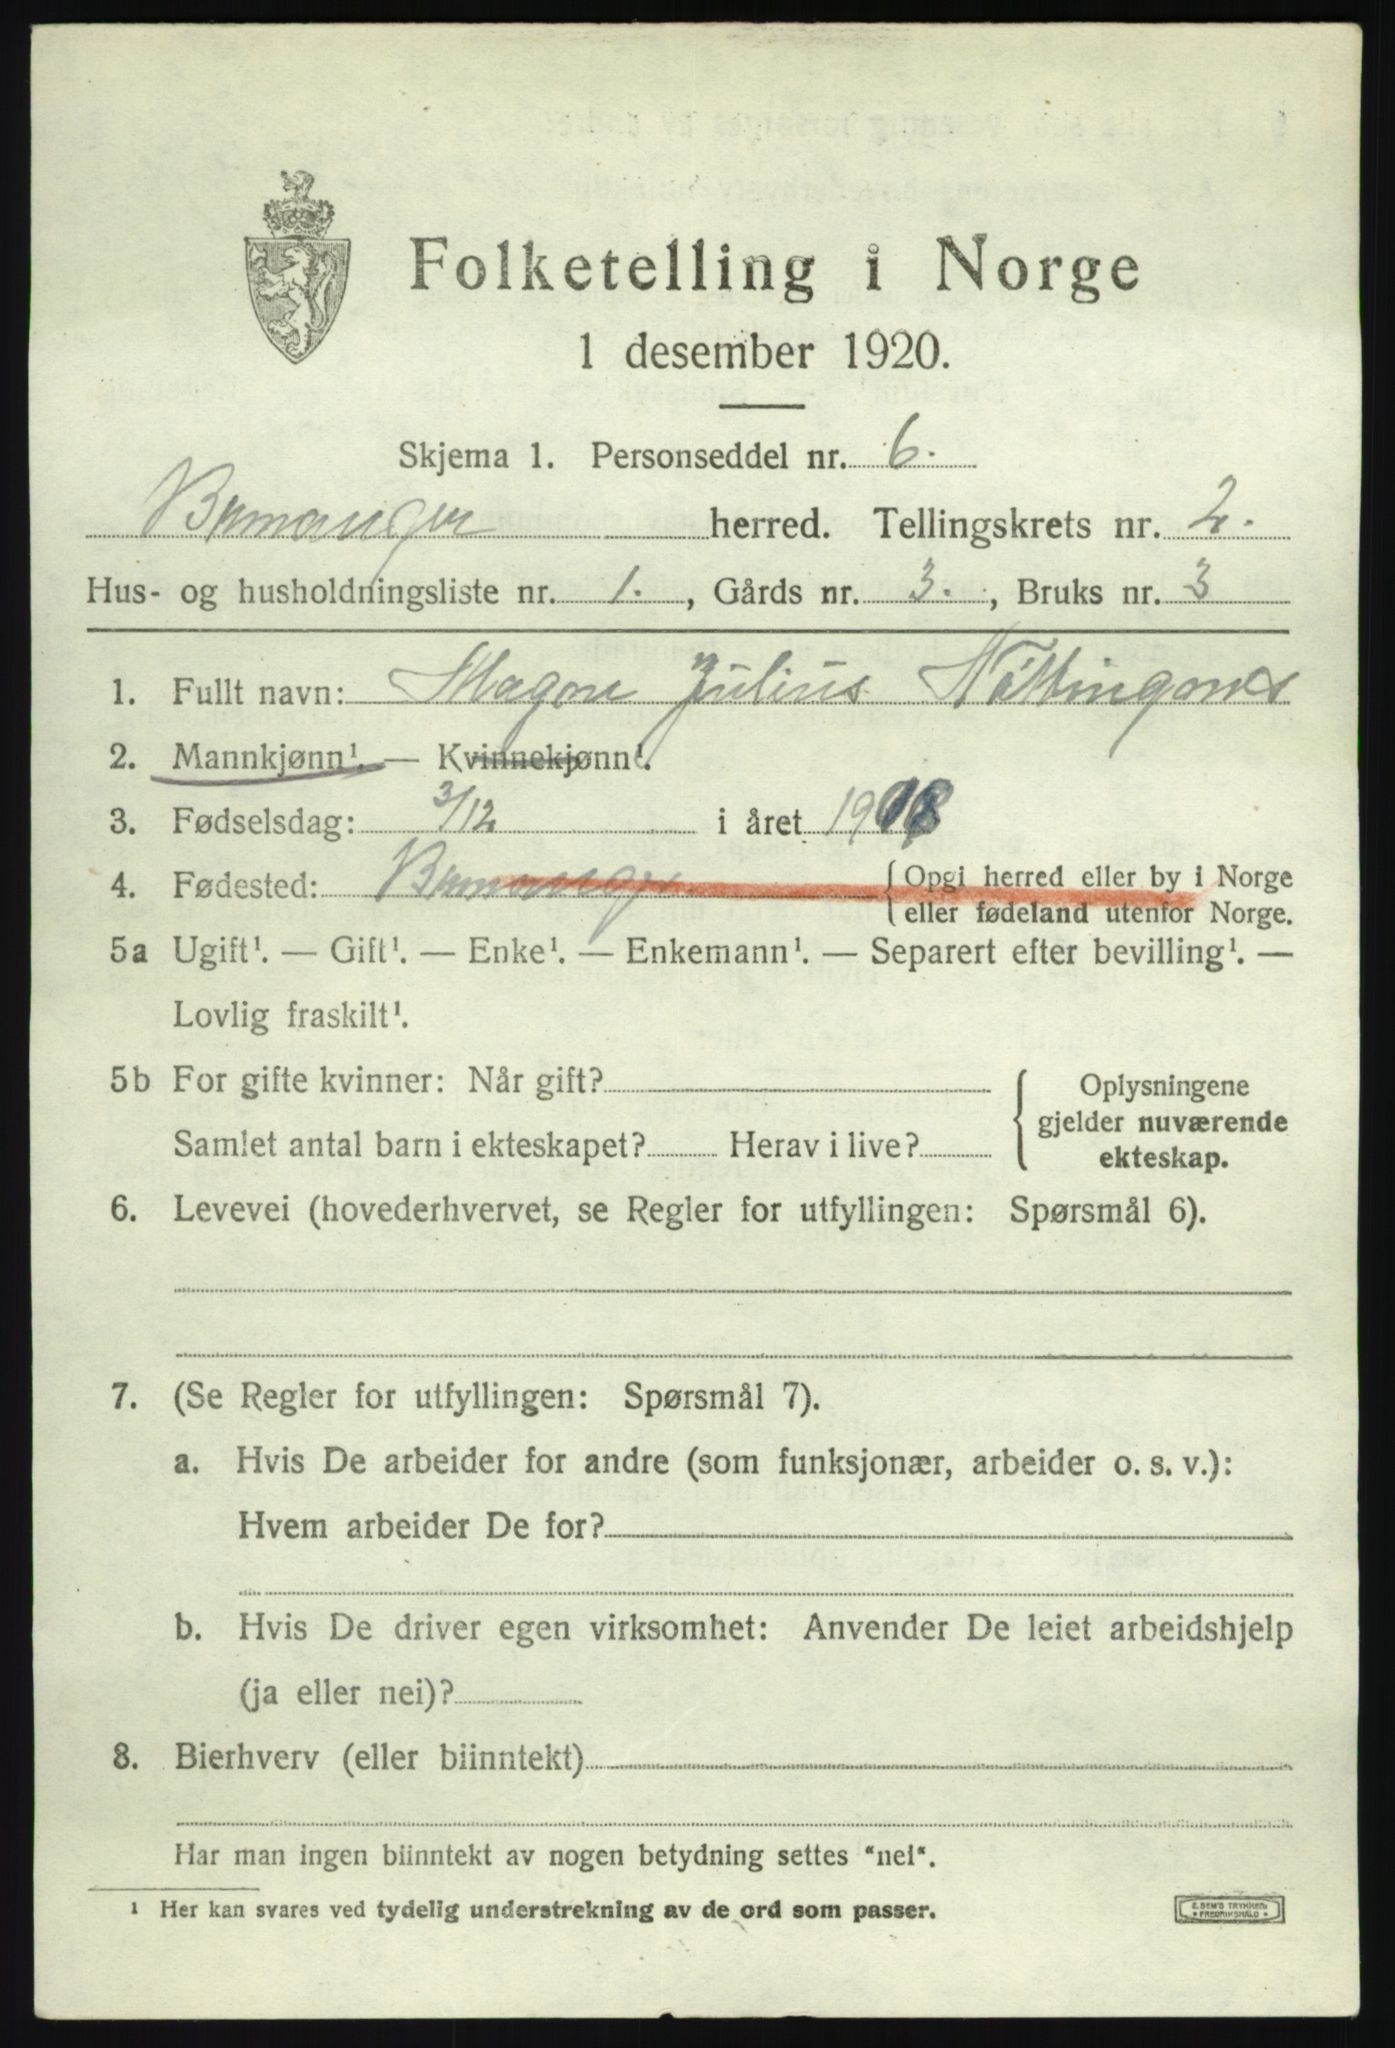 Folketelling i Norge
1 desember 1920.
Skjema 1. Personseddel nr. 6.
Bremanger herred. Tellingskrets nr. 2.
Hus- og husholdningsliste nr. 1., Gårds nr. 3., Bruks nr. 3
1. Fullt navn: Magne Julius
2. Mannkjønn¹. — Kvinnekjønn¹.
3. Fødselsdag: 3/12 i året
4. Fødested: Bremanger {Opgi herred eller by i Norge
eller fødeland utenfor Norge.
5a Ugift¹. — Gift¹. — Enke¹. — Enkemann¹. — Separert efter bevilling¹. —
Lovlig fraskilt¹.
5b For gifte kvinner: Når gift?
Samlet antal barn i ekteskapet? Herav i live?
{Oplysningene
gjelder nuværende
ekteskap.
6. Levevei (hovederhvervet, se Regler for utfyllingen: Spørsmål 6).
7. (Se Regler for utfyllingen: Spørsmål 7).
a. Hvis De arbeider for andre (som funksjonær, arbeider o. s. v.):
Hvem arbeider De for?
b. Hvis De driver egen virksomhet: Anvender De leiet arbeidshjelp
(ja eller nei)?
8. Bierhverv (eller biinntekt)
Har man ingen biinntekt av nogen betydning settes "nei".
¹ Her kan svares ved tydelig understrekning av de ord som passer.
E. SEM'S TRYKKERI
FREDRIKSHALD